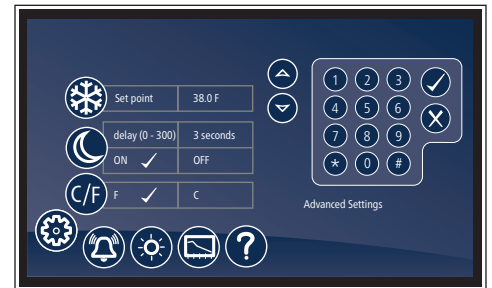 Set point 38.0 F
delay (0 - 300) 3 seconds
ON ✓ OFF
C/F F ✓ C
?
1 2 3
4 5 6
7 8 9
* 0 #
Advanced Settings